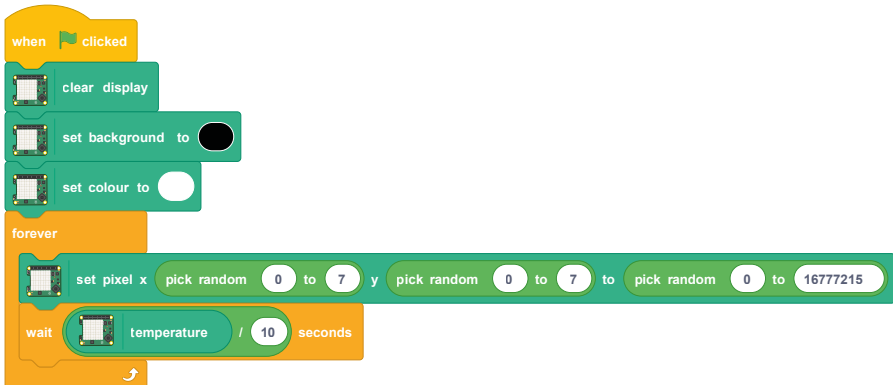 when clicked
clear display
set background to
set colour to
forever
set pixel x pick random 0 to 7 y pick random 0 to 7 to pick random 0 to 16777215
wait temperature / 10 seconds